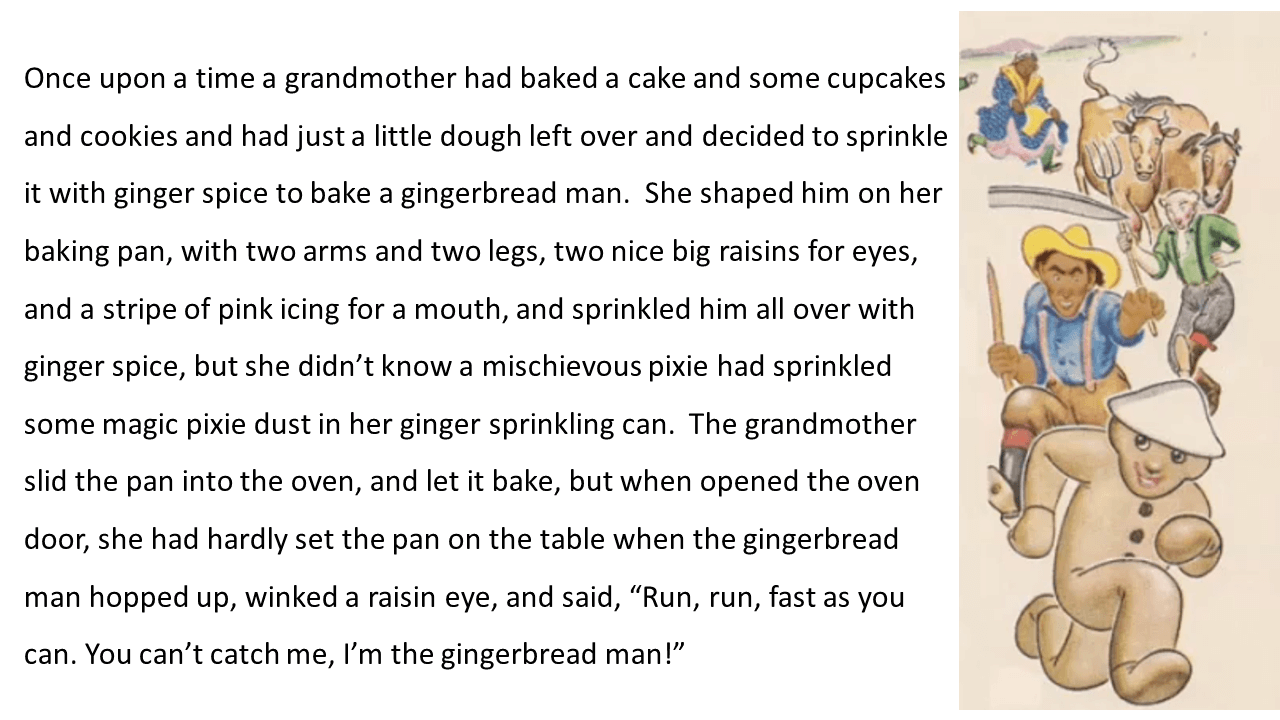 Once upon a time a grandmother had baked a cake and some cupcakes
and cookies and had just a little dough left over and decided to sprinkle
it with ginger spice to bake a gingerbread man.  She shaped him on her
baking pan, with two arms and two legs, two nice big raisins for eyes,
and a stripe of pink icing for a mouth, and sprinkled him all over with
ginger spice, but she didn’t know a mischievous pixie had sprinkled
some magic pixie dust in her ginger sprinkling can.  The grandmother
slid the pan into the oven, and let it bake, but when opened the oven
door, she had hardly set the pan on the table when the gingerbread
man hopped up, winked a raisin eye, and said, “Run, run, fast as you
can. You can’t catch me, I’m the gingerbread man!”